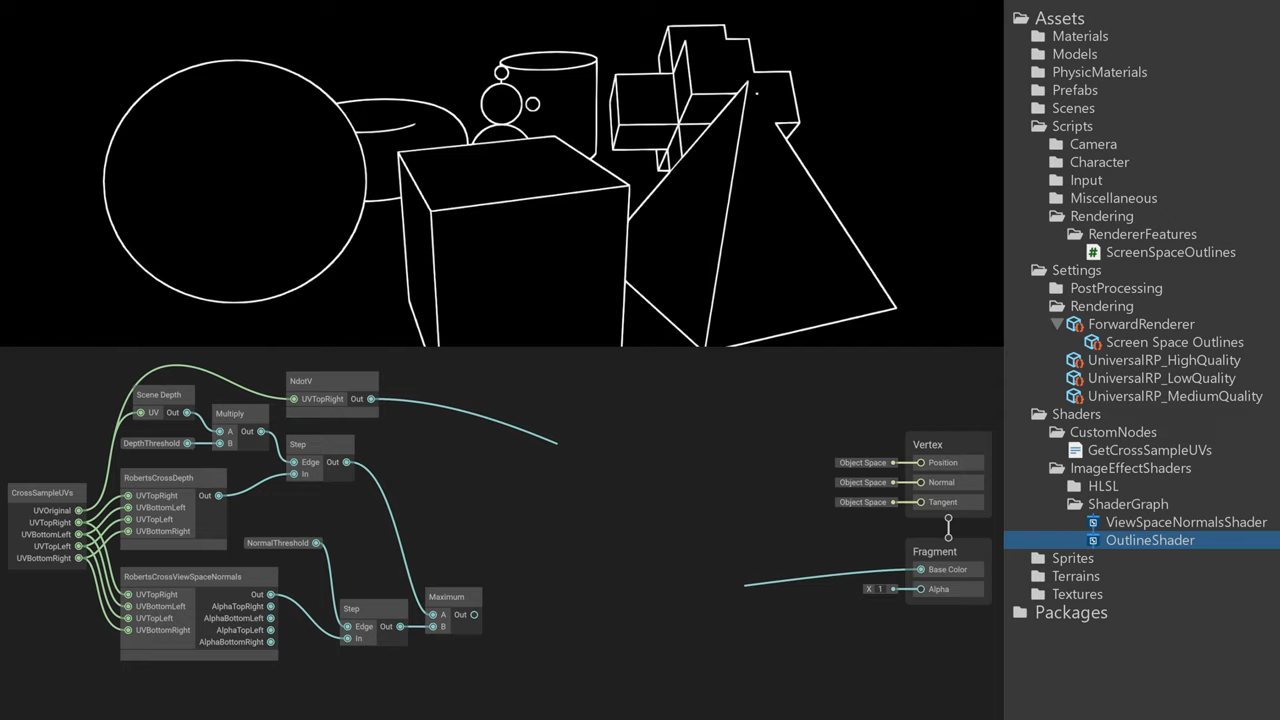 Assets
Materials
Models
PhysicMaterials
Prefabs
Scenes
Scripts
Camera
Character
Input
Miscellaneous
Rendering
RendererFeatures
ScreenSpaceOutlines
Settings
PostProcessing
Rendering
ForwardRenderer
Screen Space Outlines
UniversalRP_HighQuality
UniversalRP_LowQuality
UniversalRP_MediumQuality
Shaders
CustomNodes
GetCrossSampleUVs
ImageEffectShaders
HLSL
ShaderGraph
ViewSpaceNormalsShader
OutlineShader
Sprites
Terrains
Textures
Packages
NdotV
UVTopRight Out
Scene Depth
UV Out
Multiply
A Out
B
DepthThreshold
Step
Edge Out
In
RobertsCrossDepth
UVTopRight Out
UVBottomLeft
UVTopLeft
UVBottomRight
CrossSampleUVs
UVOriginal
UVTopRight
UVBottomLeft
UVTopLeft
UVBottomRight
NormalThreshold
RobertsCrossViewSpaceNormals
UVTopRight Out
UVBottomLeft AlphaTopRight
UVTopLeft AlphaBottomLeft
UVBottomRight AlphaTopLeft
AlphaBottomRight
Step
Edge Out
In
Maximum
A Out
B
Vertex
Object Space Position
Object Space Normal
Object Space Tangent
Fragment
Base Color
X 1 Alpha